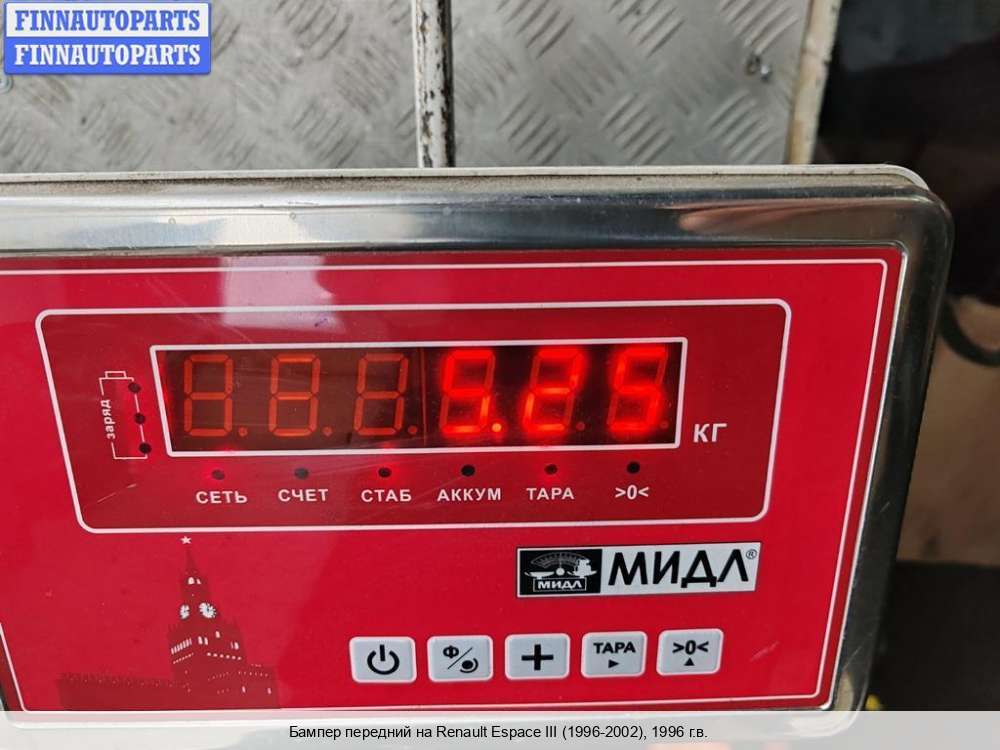 FINNAUTOPARTS
FINNAUTOPARTS
заряд
5.25
КГ
СЕТЬ СЧЕТ СТАБ АККУМ ТАРА >0<
МИДЛ МИДЛ®
Ф ТАРА >0<
Бампер передний на Renault Espace III (1996-2002), 1996 г.в.